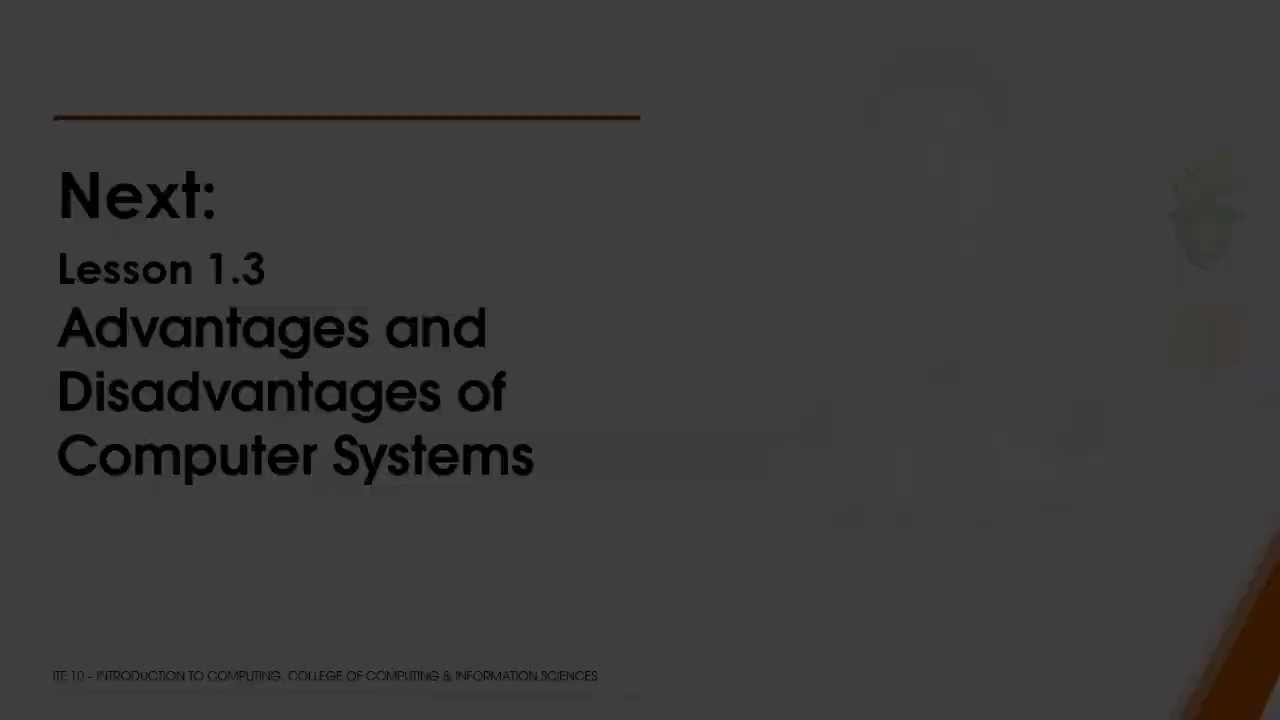 Next:
Lesson 1.3
Advantages and
Disadvantages of
Computer Systems
ITE 10 – INTRODUCTION TO COMPUTING, COLLEGE OF COMPUTING & INFORMATION SCIENCES